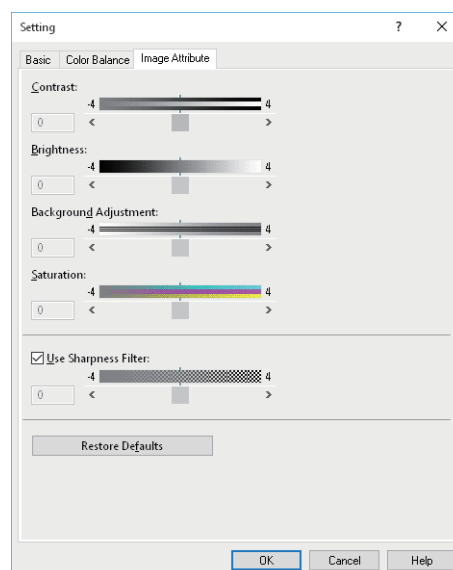 Setting ? ×
Basic Color Balance Image Attribute
Contrast:
-4 4
0 < >
Brightness:
-4 4
0 < >
Background Adjustment:
-4 4
0 < >
Saturation:
-4 4
0 < >
Use Sharpness Filter:
-4 4
0 < >
Restore Defaults
OK Cancel Help